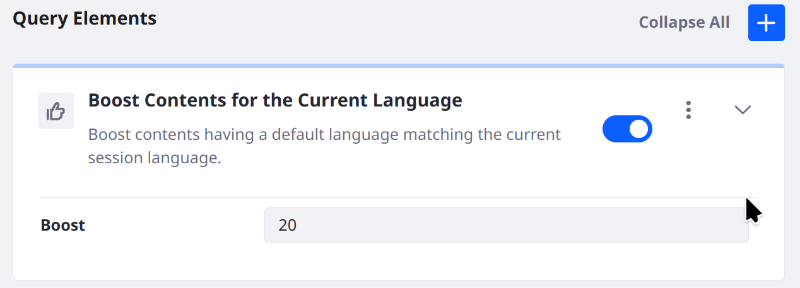 Query Elements
Collapse All
Boost Contents for the Current Language
Boost contents having a default language matching the current
session language.
Boost
20